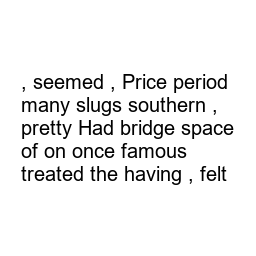 , seemed , Price period
many slugs southern ,
pretty Had bridge space
of on once famous
treated the having , felt